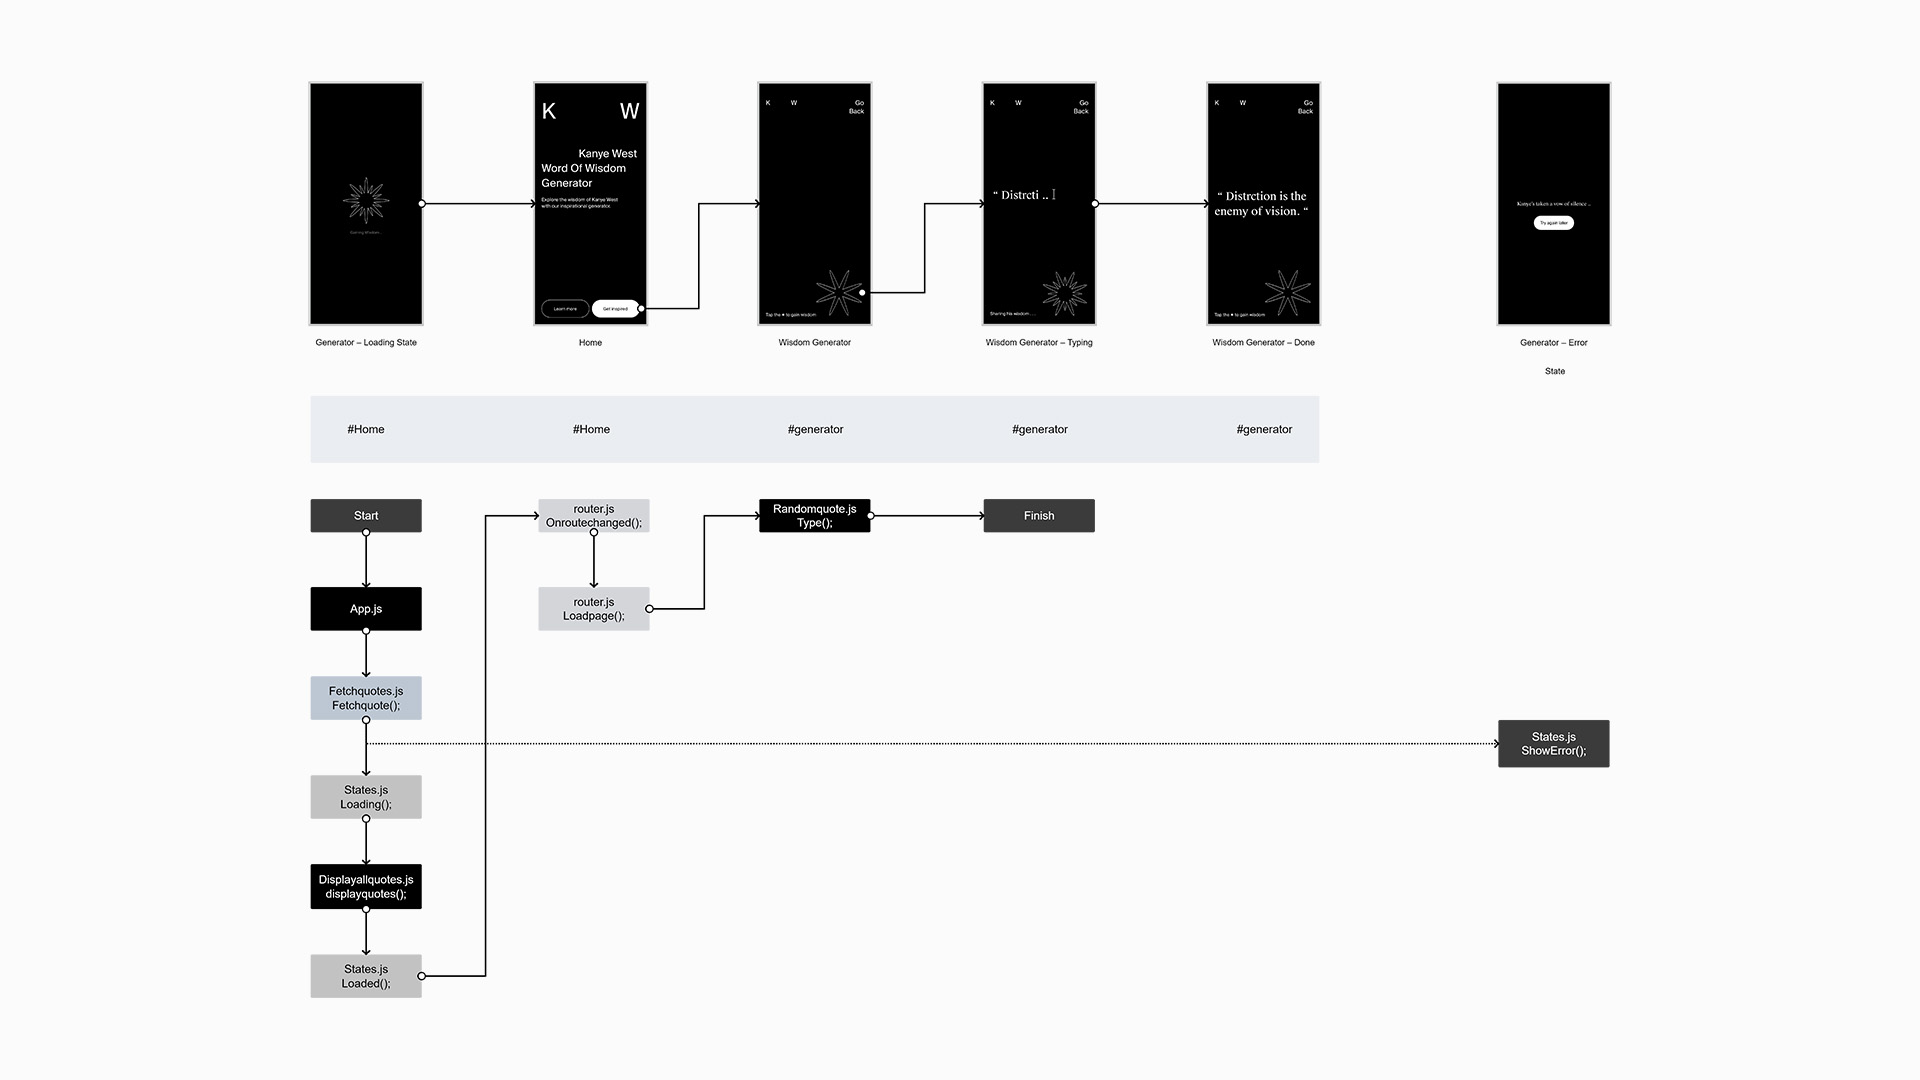 Gaining Wisdom..
K W
Kanye West
Word Of Wisdom
Generator
Explore the wisdom of Kanye West
with our inspirational generator.
Learn more
Get inspired
K W Go
Back
Tap the ★ to gain wisdom
K W Go
Back
“ Distrcti ..
Sharing his wisdom . . .
K W Go
Back
“ Distrction is the
enemy of vision. “
Tap the ★ to gain wisdom
Kanye's taken a vow of silence ..
Try again later
Generator – Loading State
Home
Wisdom Generator
Wisdom Generator – Typing
Wisdom Generator – Done
Generator – Error
State
#Home
#Home
#generator
#generator
#generator
Start
App.js
Fetchquotes.js
Fetchquote();
States.js
Loading();
Displayallquotes.js
displayquotes();
States.js
Loaded();
router.js
Onroutechanged();
router.js
Loadpage();
Randomquote.js
Type();
Finish
States.js
ShowError();